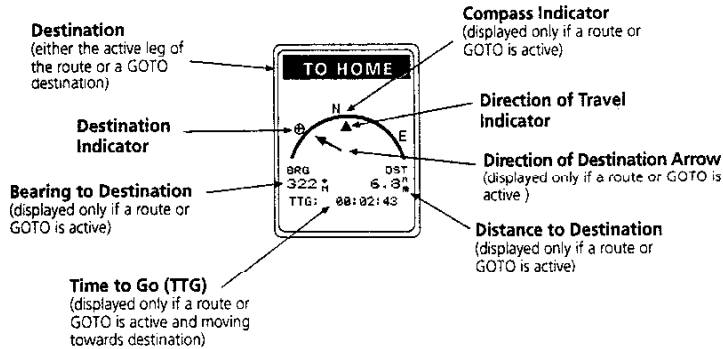 Destination
(either the active leg of
the route or a GOTO
destination)
Compass Indicator
(displayed only if a route or
GOTO is active)
TO HOME
N
E
Direction of Travel
Indicator
Destination
Indicator
Direction of Destination Arrow
(displayed only if a route or GOTO is
active )
BRG
DST
322°M
6.8nm
TTG: 00:02:43
Bearing to Destination
(displayed only if a route or
GOTO is active)
Distance to Destination
(displayed only if a route or
GOTO is active)
Time to Go (TTG)
(displayed only if a route or
GOTO is active and moving
towards destination)